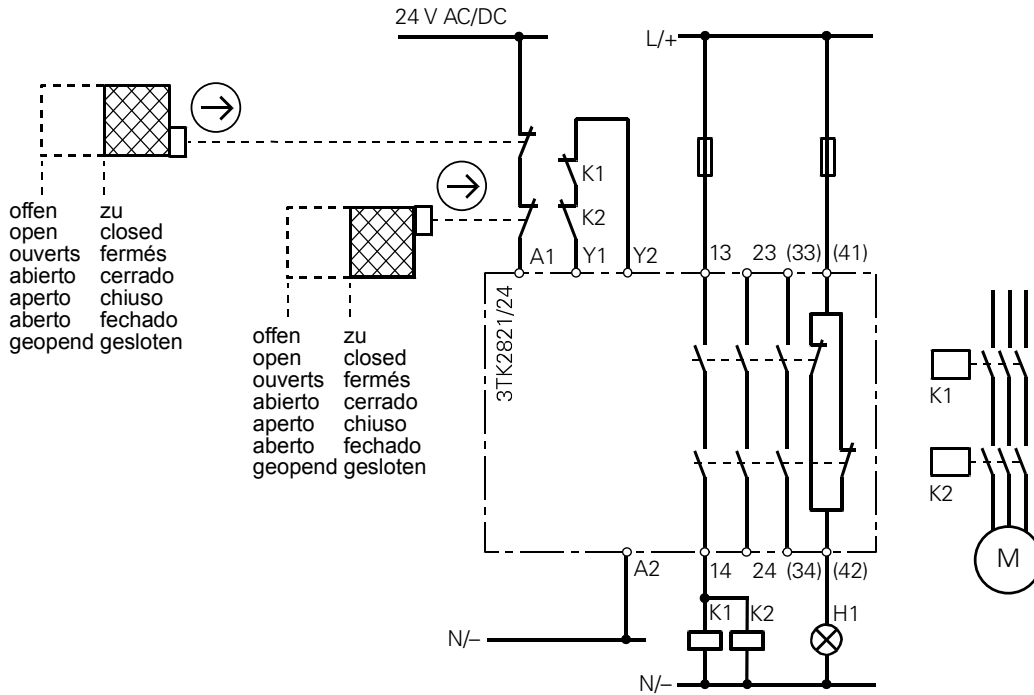 24 V AC/DC
L/+
offen zu
open closed
ouverts fermés
abierto cerrado
aperto chiuso
aberto fechado
geopend gesloten
offen zu
open closed
ouverts fermés
abierto cerrado
aperto chiuso
aberto fechado
geopend gesloten
K1
K2
A1 Y1 Y2 13 23 (33) (41)
3TK2821/24
A2 14 24 (34) (42)
K1 K2 H1
N/–
N/–
K1
K2
M